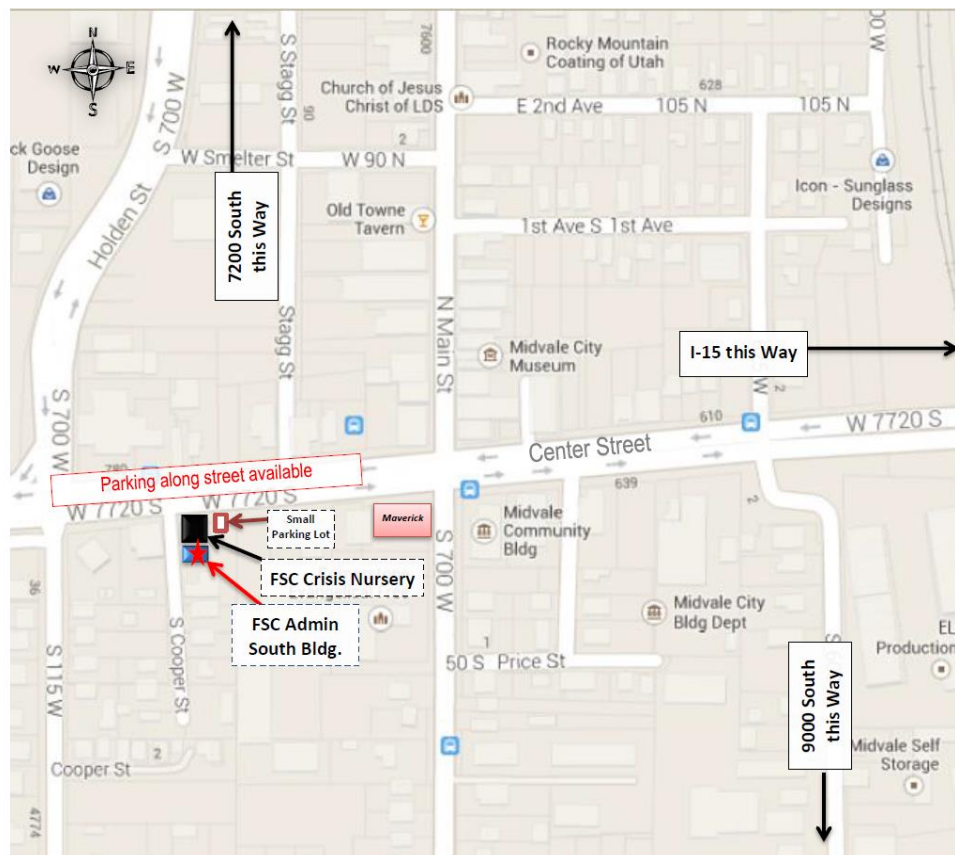 N
W
E
S
S 700 W
S Stagg St
90
7600
Rocky Mountain
Coating of Utah
00 W
Church of Jesus
Christ of LDS
628
E 2nd Ave
105 N
105 N
ck Goose
Design
W Smelter St
2
W 90 N
Icon - Sunglass
Designs
Holden St
7200 South
this Way
Old Towne
Tavern
1st Ave S
1st Ave
Stagg St
N Main St
Midvale City
Museum
I-15 this Way
W
2
S 700 W
610
W 7720 S
Center Street
780
Parking along street available
W 7720 S
W 7720 S
639
2
Small
Parking Lot
Maverick
Midvale
Community
Bldg
FSC Crisis Nursery
FSC Admin
South Bldg.
36
S 115 W
S Cooper St
S 700 W
Midvale City
Bldg Dept
EL
Production
1
50 S
Price St
9000 South
this Way
2
Cooper St
Midvale Self
Storage
4774